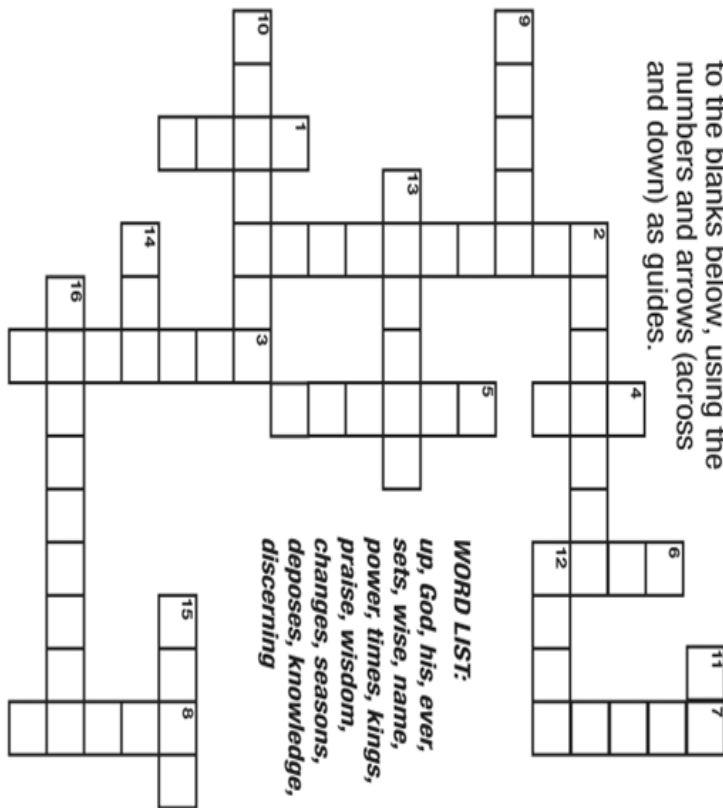 to the blanks below, using the
numbers and arrows (across
and down) as guides.
11 7
6
4
2
12
9
5
13
1
10 3
15 8
14
16
WORD LIST:
up, God, his, ever,
sets, wise, name,
power, times, kings,
praise, wisdom,
changes, seasons,
deposes, knowledge,
discerning